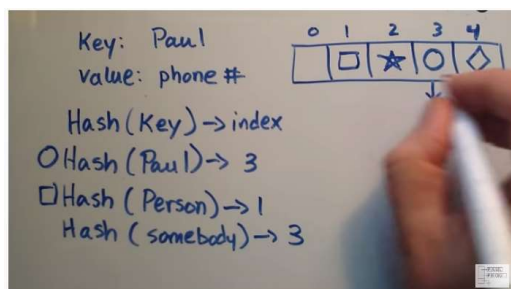 Key: Paul
value: phone #
0 1 2 3 4
Hash(Key)→index
Hash(Paul)→ 3
Hash(Person)→1
Hash(somebody)→3